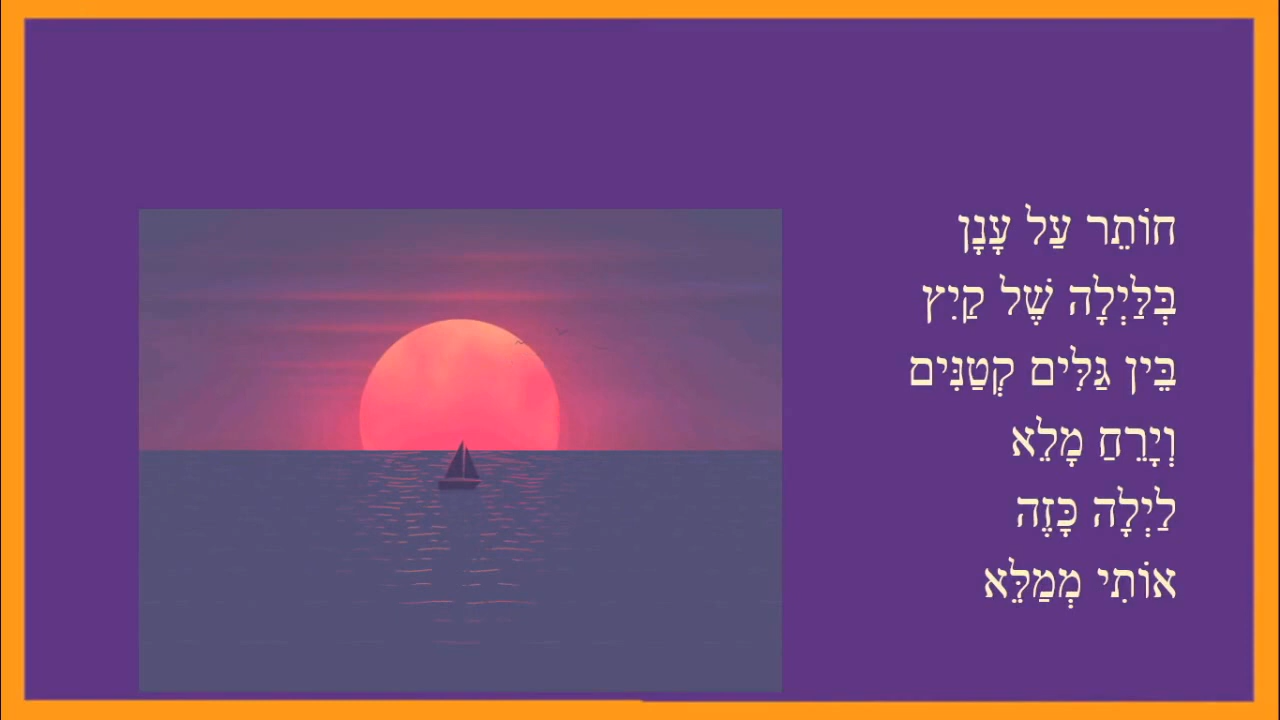 חוֹתֵר עַל עָנָן
בְּלַּיְלָה שֶׁל קַיִץ
בֵּין גַּלִּים קְטַנִּים
וְיָרֵחַ מָלֵא
לַיְלָה כָּזֶה
אוֹתִי מְמַלֵּא